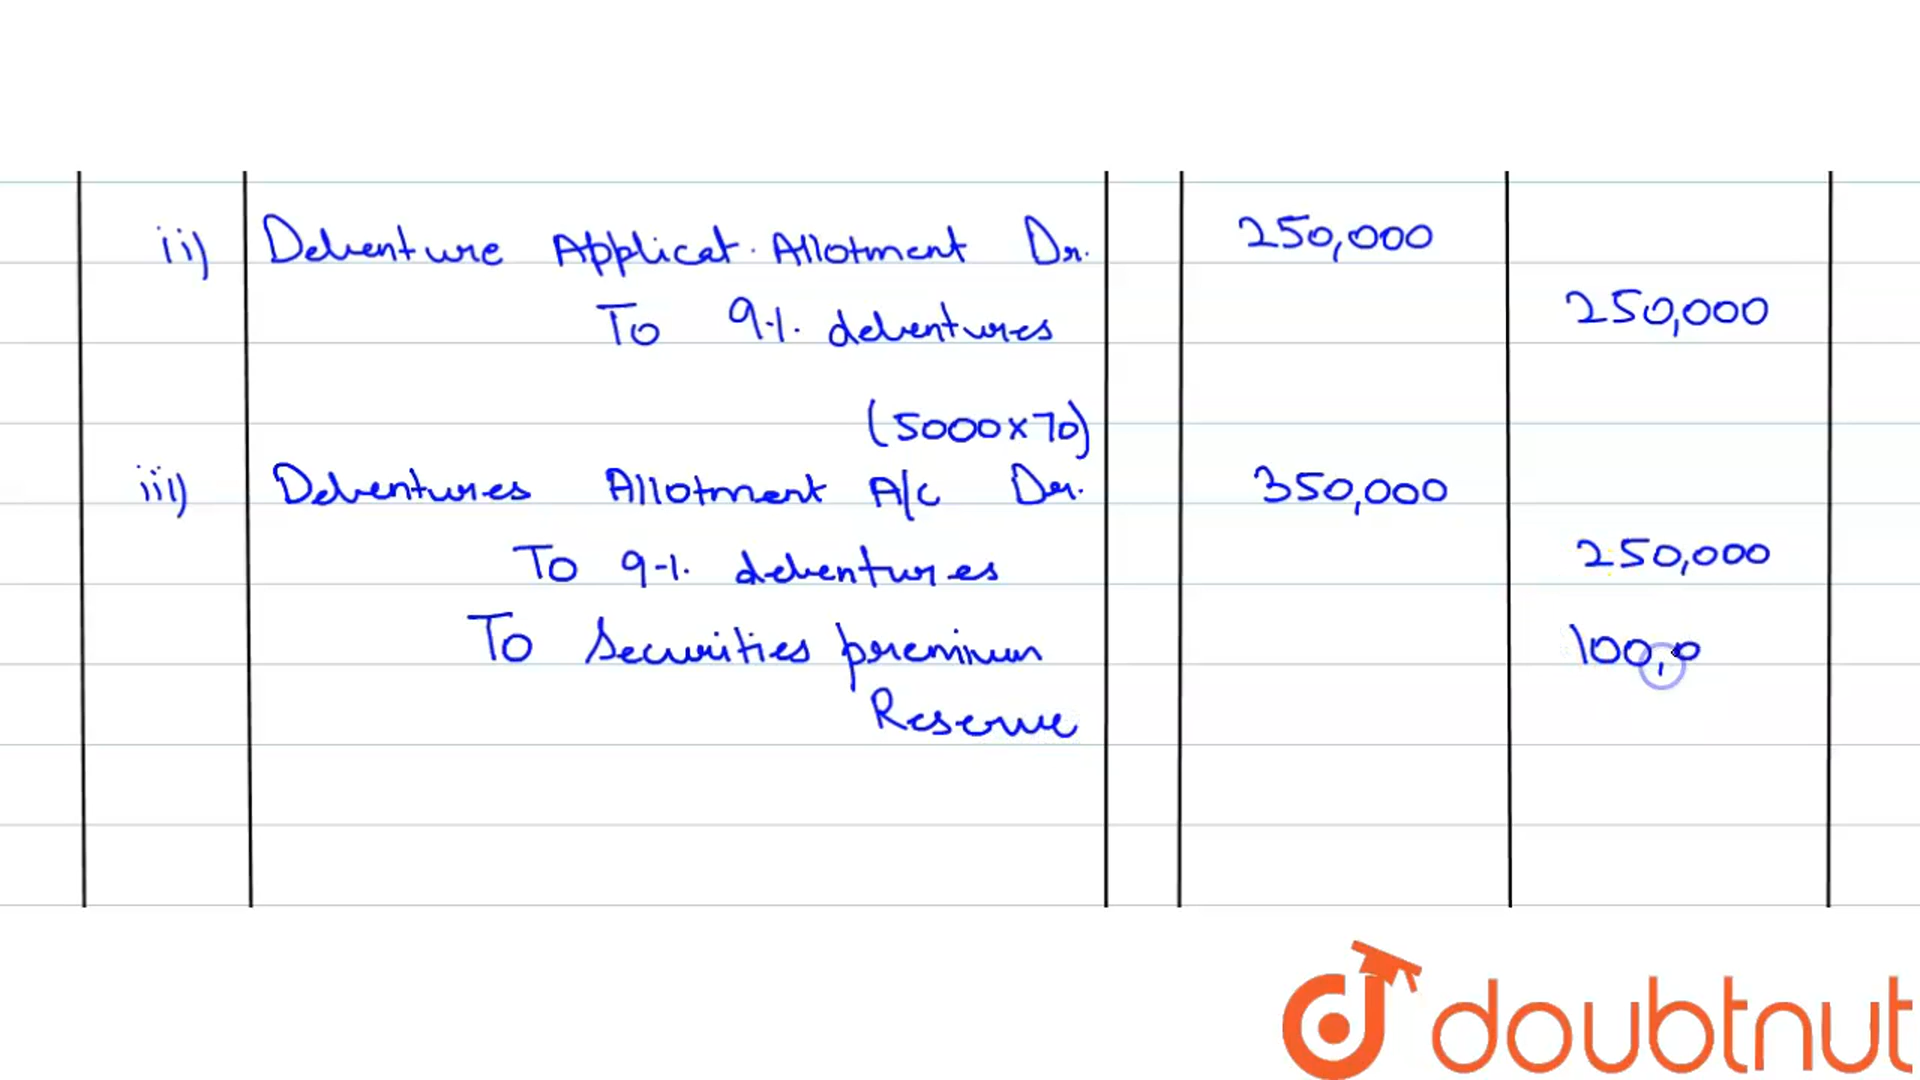 ii) Debenture Applicat. Allotment Dr. 250,000
To 9% debentures 250,000
(5000x70)
iii) Debentures Allotment A/c Dr. 350,000
To 9% debentures 250,000
To Securities premium 100,0
Reserve
doubtnut